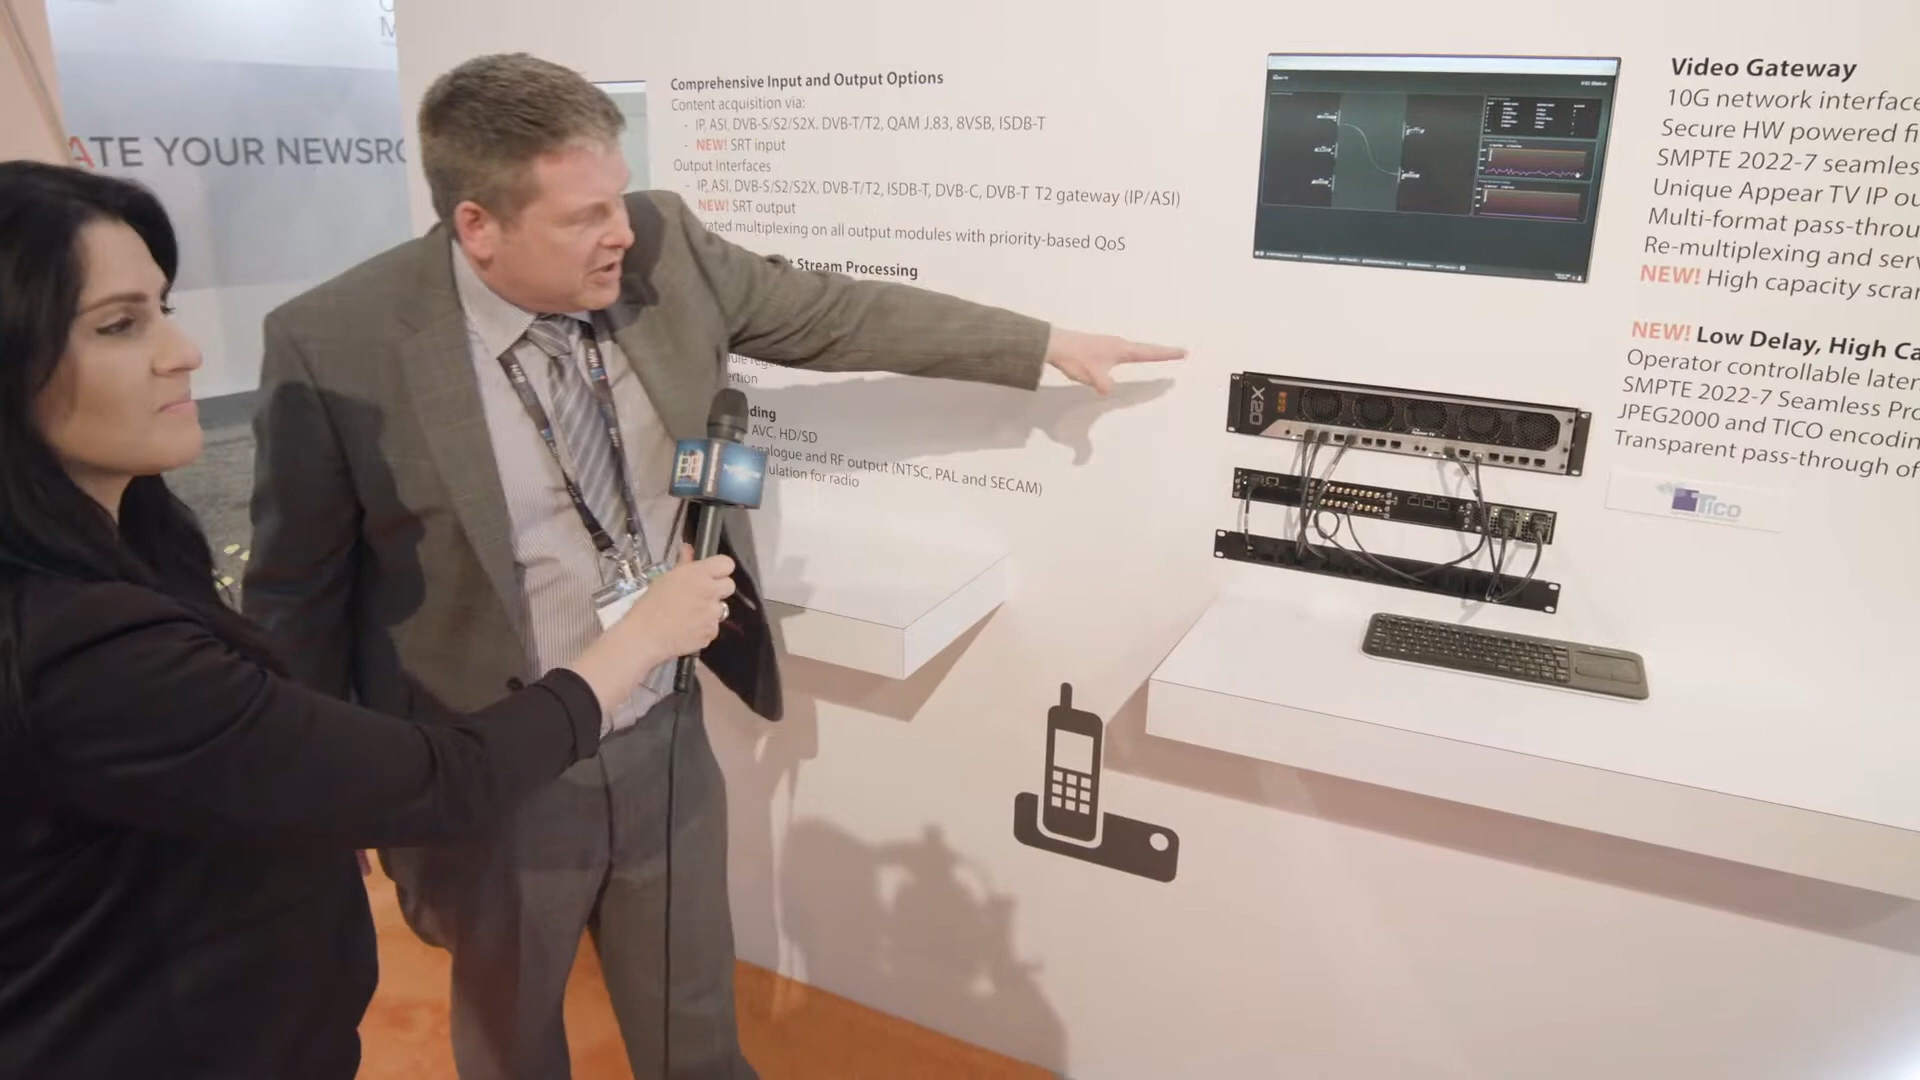 ATE YOUR NEWSRO
Comprehensive Input and Output Options
Content acquisition via:
- IP, ASI, DVB-S/S2/S2X. DVB-T/T2, QAM J.83, 8VSB, ISDB-T
- NEW! SRT input
Output Interfaces
- IP, ASI, DVB-S/S2/S2X, DVB-T/T2, ISDB-T, DVB-C, DVB-T T2 gateway (IP/ASI)
NEW! SRT output
rated multiplexing on all output modules with priority-based QoS
t Stream Processing
ertion
ding
AVC, HD/SD
nalogue and RF output (NTSC, PAL and SECAM)
ulation for radio
X20
Video Gateway
10G network interface
Secure HW powered fi
SMPTE 2022-7 seamles
Unique Appear TV IP ou
Multi-format pass-throu
Re-multiplexing and serv
NEW! High capacity scrar
NEW! Low Delay, High Ca
Operator controllable laten
SMPTE 2022-7 Seamless Pro
JPEG2000 and TICO encodin
Transparent pass-through of
Tico